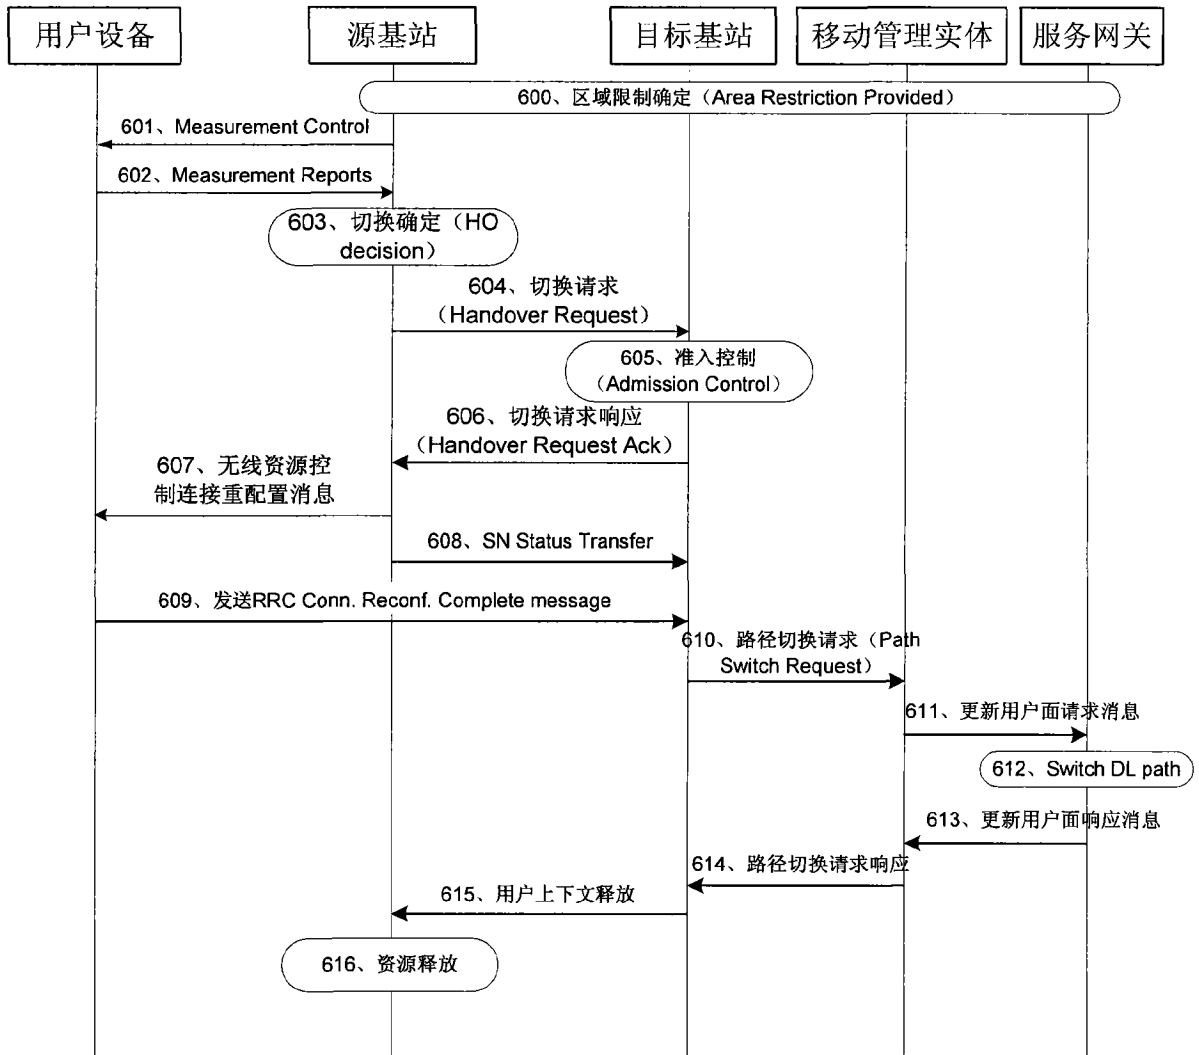 用户设备
源基站
目标基站
移动管理实体
服务网关
600、区域限制确定（Area Restriction Provided）
601、Measurement Control
602、Measurement Reports
603、切换确定（HO
decision）
604、切换请求
（Handover Request）
605、准入控制
（Admission Control）
606、切换请求响应
（Handover Request Ack）
607、无线资源控
制连接重配置消息
608、SN Status Transfer
609、发送RRC Conn. Reconf. Complete message
610、路径切换请求（Path
Switch Request）
611、更新用户面请求消息
612、Switch DL path
613、更新用户面响应消息
614、路径切换请求响应
615、用户上下文释放
616、资源释放